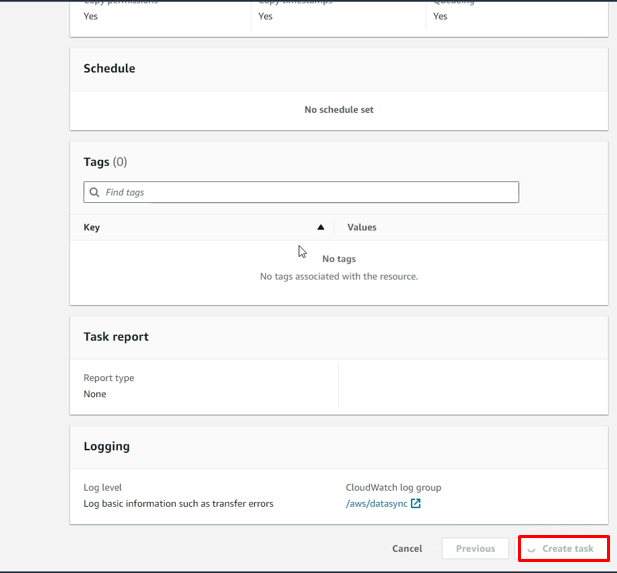 Copy permissions Copy timestamps Queueing
Yes Yes Yes
Schedule
No schedule set
Tags (0)
Find tags
Key Values
No tags
No tags associated with the resource.
Task report
Report type
None
Logging
Log level CloudWatch log group
Log basic information such as transfer errors /aws/datasync
Cancel Previous Create task